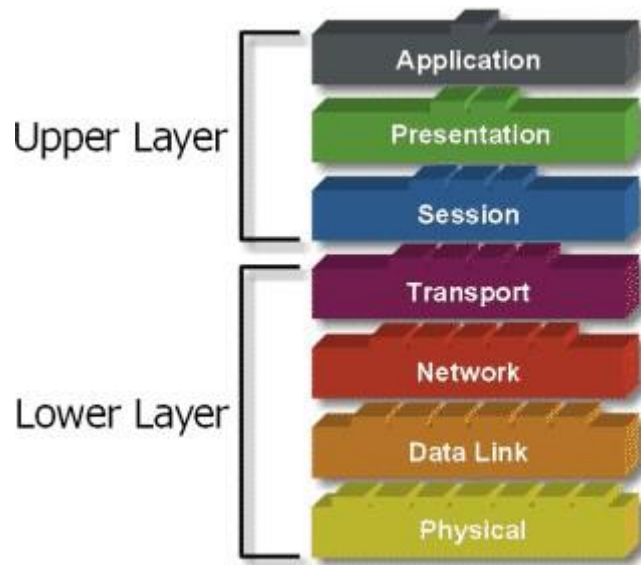 Upper Layer
Application
Presentation
Session
Lower Layer
Transport
Network
Data Link
Physical